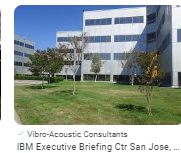 Vibro-Acoustic Consultants
IBM Executive Briefing Ctr San Jose, ...